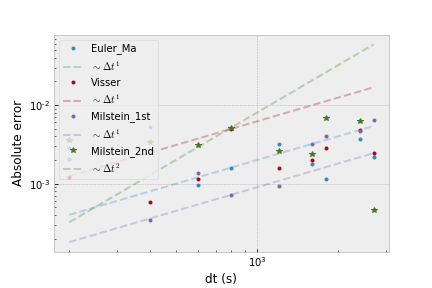 Euler_Ma
~ Δt¹
Visser
~ Δt¹
Milstein_1st
~ Δt¹
Milstein_2nd
~ Δt²
Absolute error
10⁻²
10⁻³
10³
dt (s)